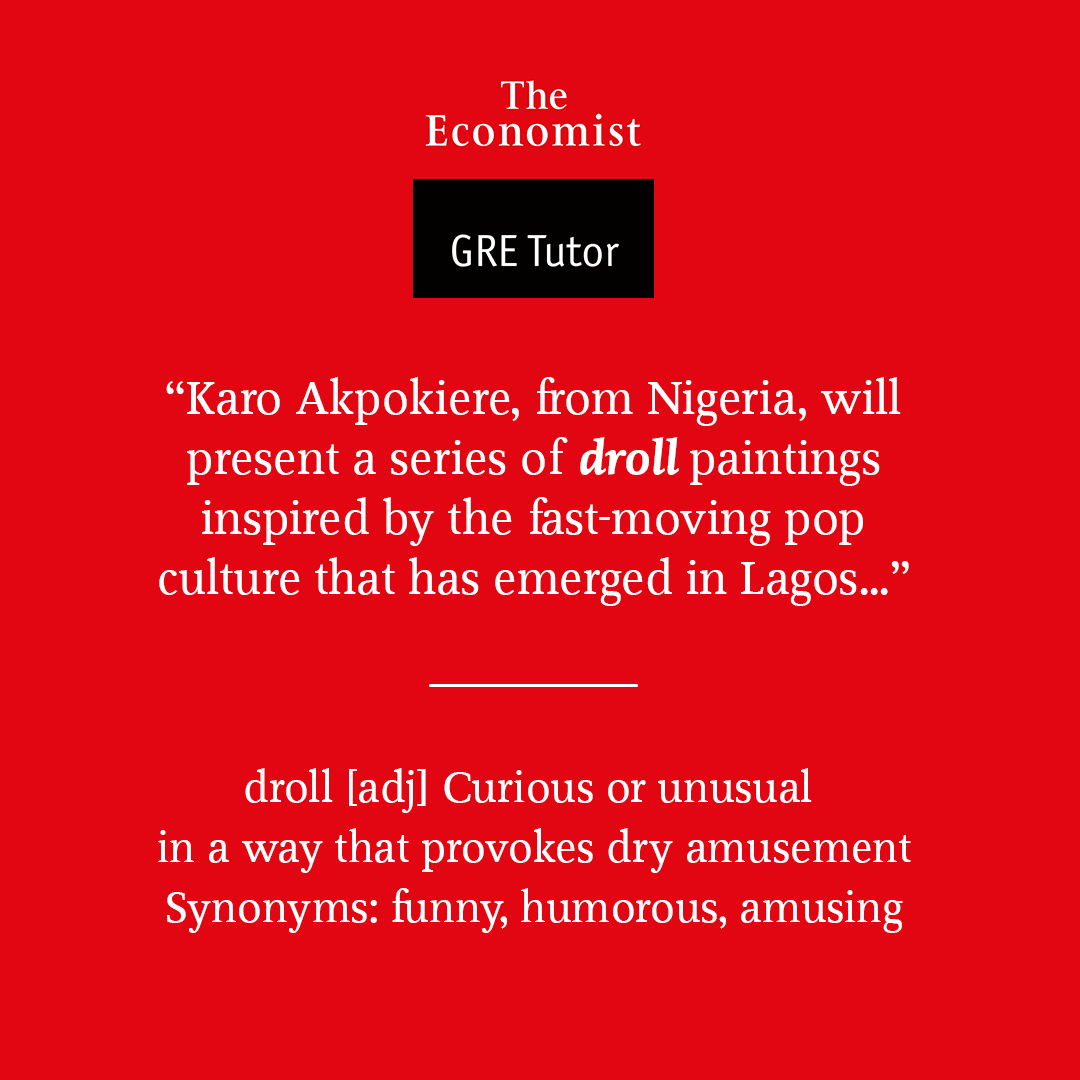 The
Economist
GRE Tutor
“Karo Akpokiere, from Nigeria, will
present a series of droll paintings
inspired by the fast-moving pop
culture that has emerged in Lagos...”
droll [adj] Curious or unusual
in a way that provokes dry amusement
Synonyms: funny, humorous, amusing